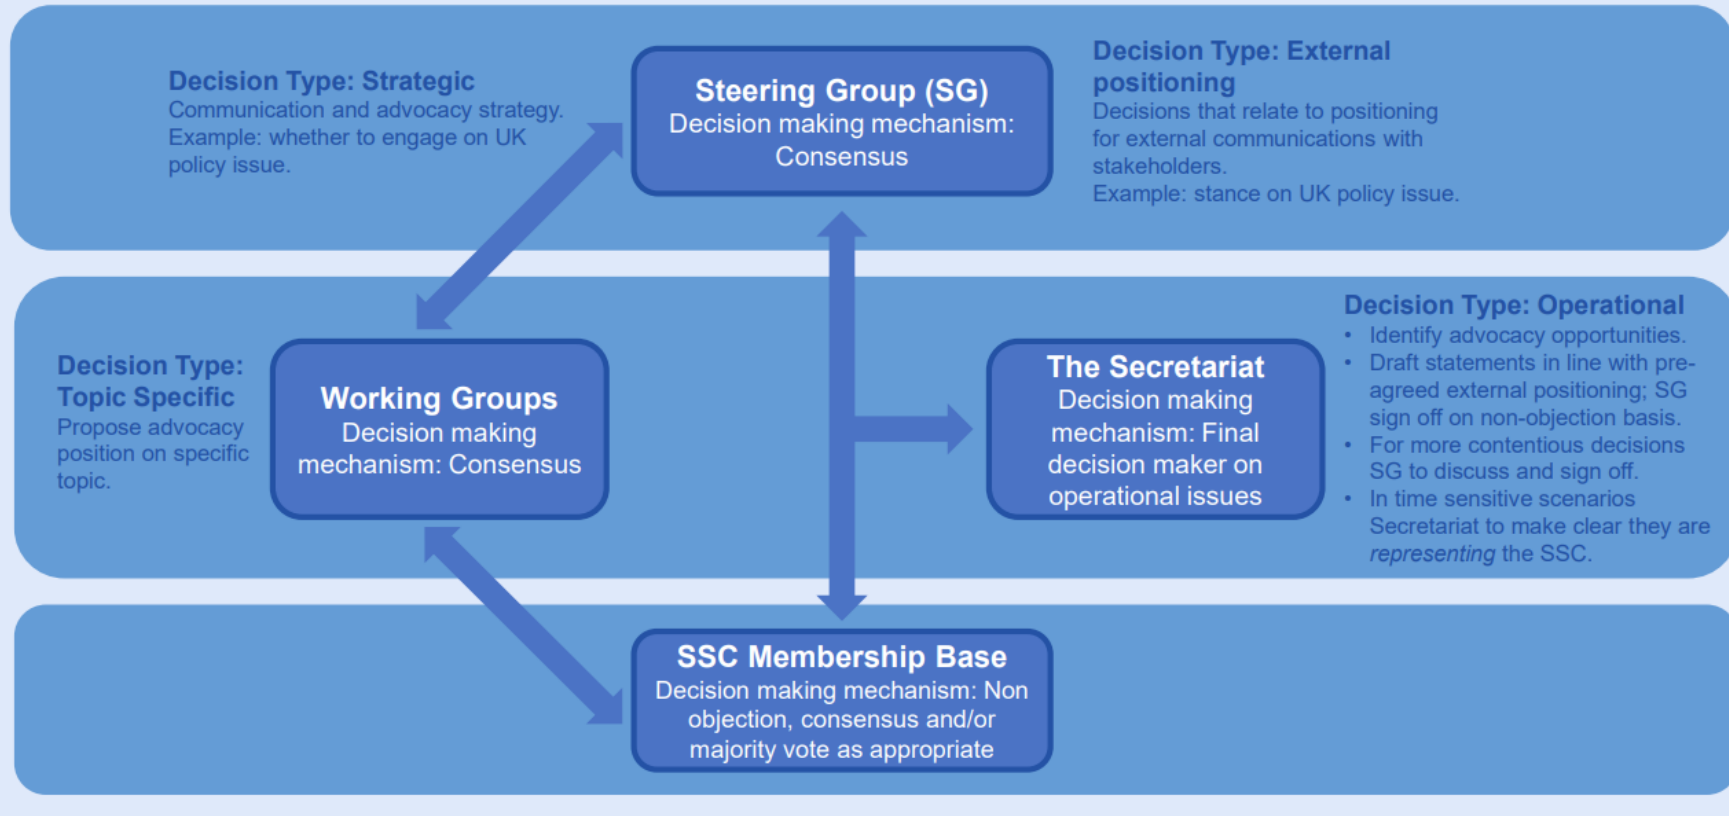 Decision Type: Strategic
Communication and advocacy strategy.
Example: whether to engage on UK
policy issue.
Steering Group (SG)
Decision making mechanism:
Consensus
Decision Type: External
positioning
Decisions that relate to positioning
for external communications with
stakeholders.
Example: stance on UK policy issue.
Decision Type:
Topic Specific
Propose advocacy
position on specific
topic.
Working Groups
Decision making
mechanism: Consensus
The Secretariat
Decision making
mechanism: Final
decision maker on
operational issues
Decision Type: Operational
• Identify advocacy opportunities.
• Draft statements in line with pre-
agreed external positioning; SG
sign off on non-objection basis.
• For more contentious decisions
SG to discuss and sign off.
• In time sensitive scenarios
Secretariat to make clear they are
representing the SSC.
SSC Membership Base
Decision making mechanism: Non
objection, consensus and/or
majority vote as appropriate